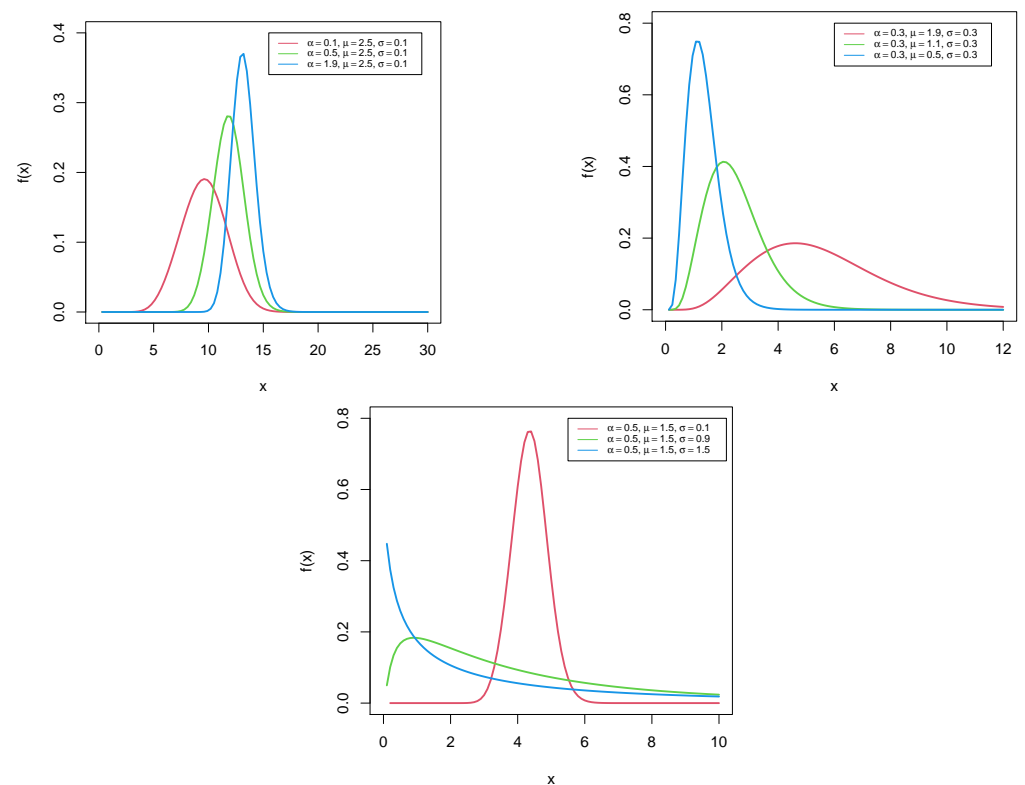 α = 0.1, μ = 2.5, σ = 0.1
α = 0.5, μ = 2.5, σ = 0.1
α = 1.9, μ = 2.5, σ = 0.1
f(x)
0.0
0.1
0.2
0.3
0.4
0 5 10 15 20 25 30
x
α = 0.3, μ = 1.9, σ = 0.3
α = 0.3, μ = 1.1, σ = 0.3
α = 0.3, μ = 0.5, σ = 0.3
f(x)
0.0
0.2
0.4
0.6
0.8
0 2 4 6 8 10 12
x
α = 0.5, μ = 1.5, σ = 0.1
α = 0.5, μ = 1.5, σ = 0.9
α = 0.5, μ = 1.5, σ = 1.5
f(x)
0.0
0.2
0.4
0.6
0.8
0 2 4 6 8 10
x